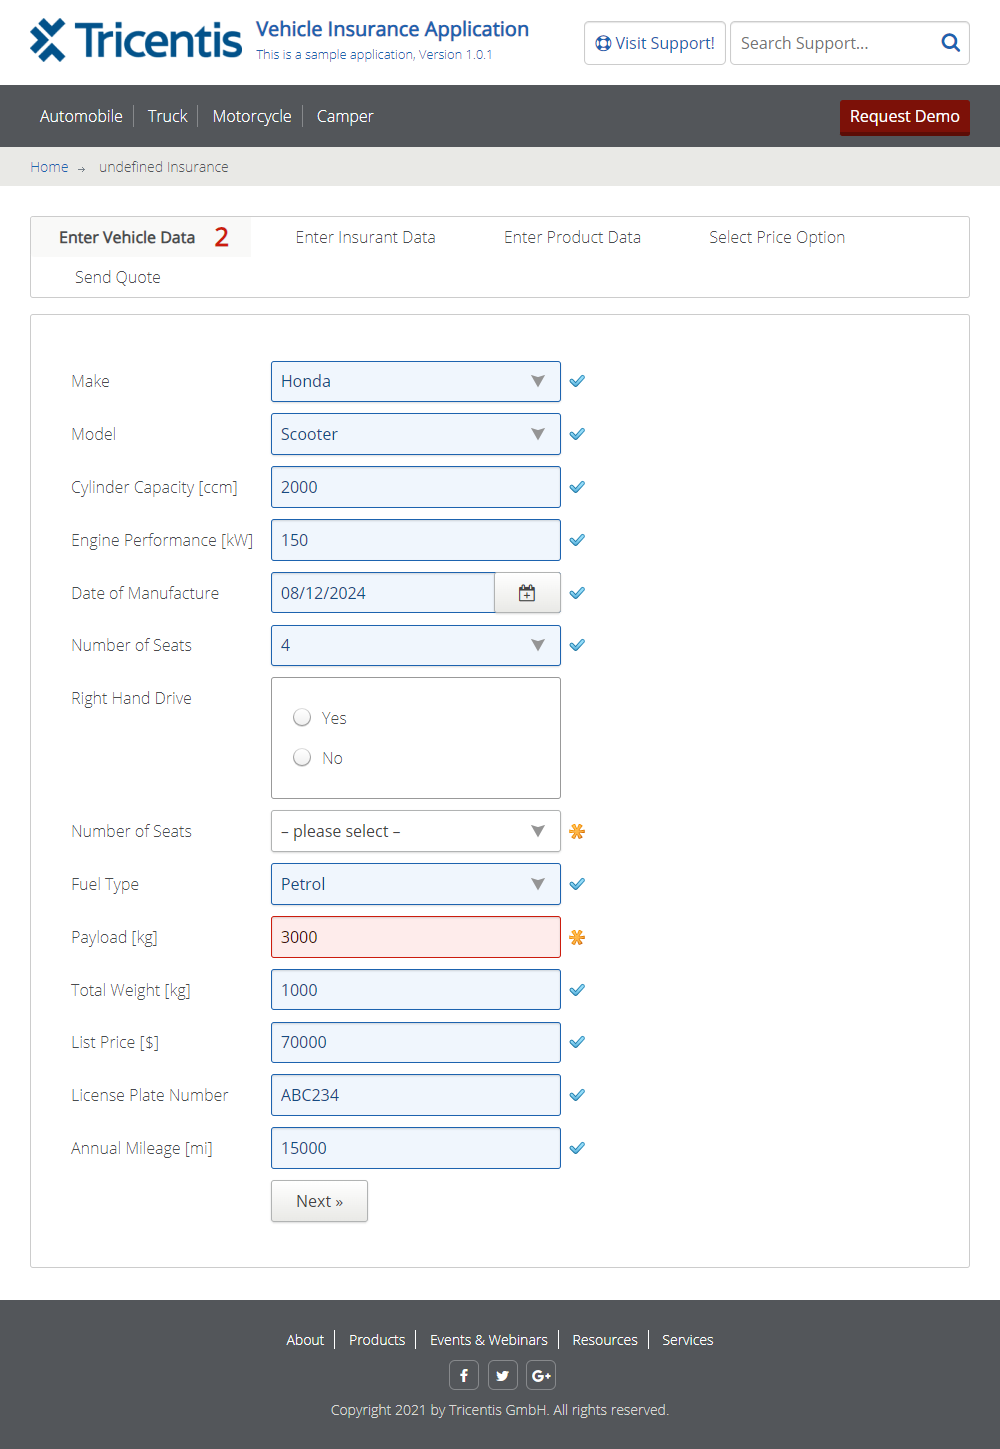 Tricentis
Vehicle Insurance Application
This is a sample application, Version 1.0.1
Visit Support!
Search Support...
Automobile
Truck
Motorcycle
Camper
Request Demo
Home → undefined Insurance
Enter Vehicle Data 2
Enter Insurant Data
Enter Product Data
Select Price Option
Send Quote
Make
Honda
Model
Scooter
Cylinder Capacity [ccm]
2000
Engine Performance [kW]
150
Date of Manufacture
08/12/2024
Number of Seats
4
Right Hand Drive
Yes
No
Number of Seats
– please select –
Fuel Type
Petrol
Payload [kg]
3000
Total Weight [kg]
1000
List Price [$]
70000
License Plate Number
ABC234
Annual Mileage [mi]
15000
Next »
About
Products
Events & Webinars
Resources
Services
Copyright 2021 by Tricentis GmbH. All rights reserved.